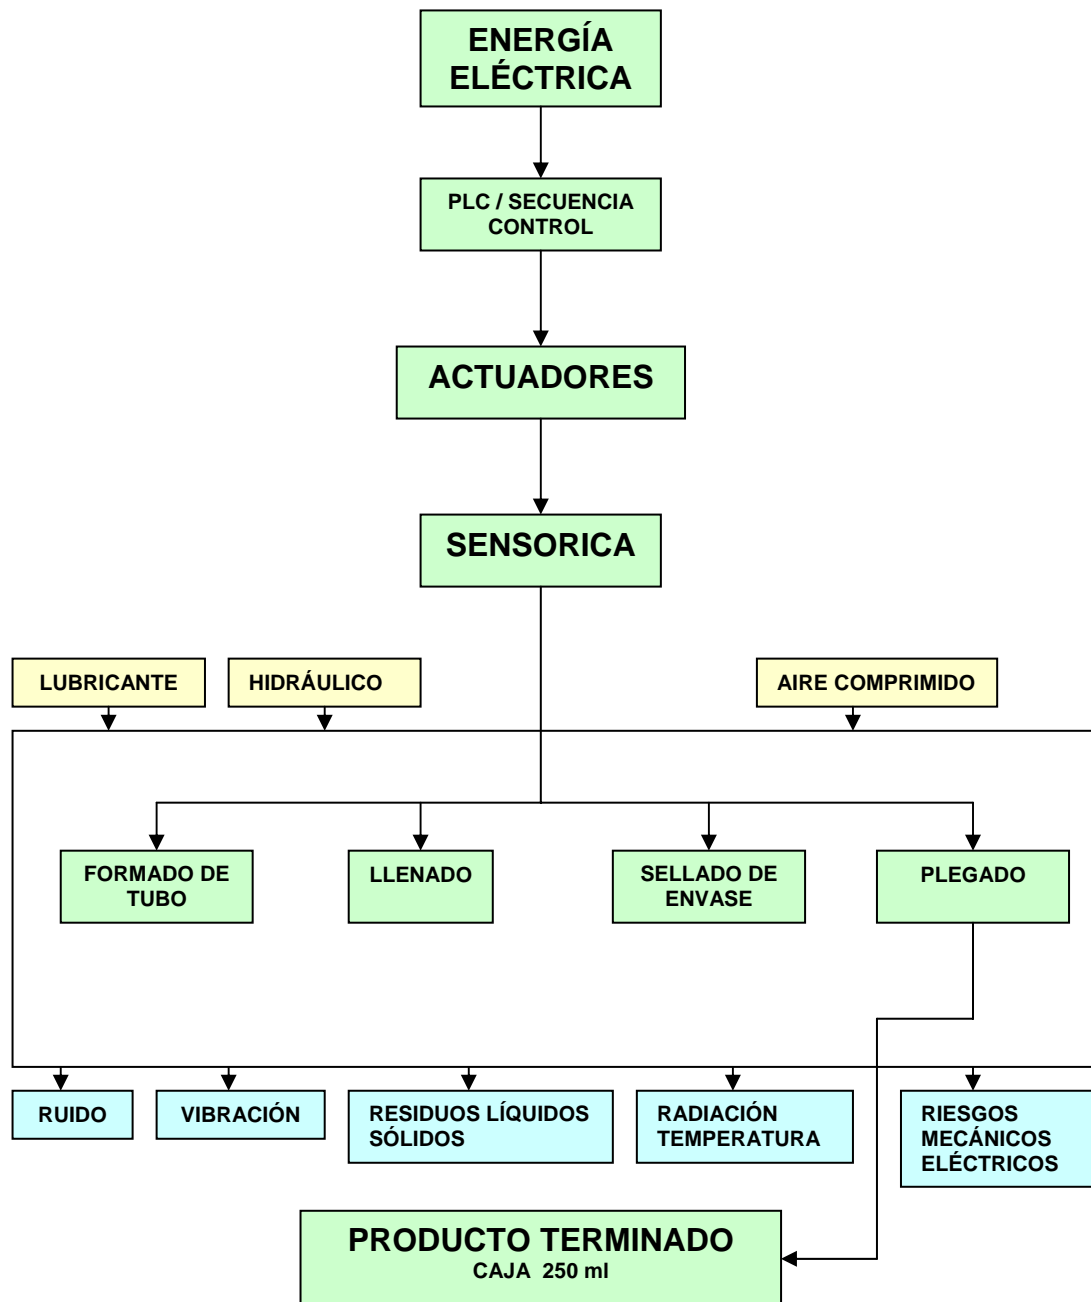 ENERGÍA
ELÉCTRICA
PLC / SECUENCIA
CONTROL
ACTUADORES
SENSORICA
LUBRICANTE
HIDRÁULICO
AIRE COMPRIMIDO
FORMADO DE
TUBO
LLENADO
SELLADO DE
ENVASE
PLEGADO
RUIDO
VIBRACIÓN
RESIDUOS LÍQUIDOS
SÓLIDOS
RADIACIÓN
TEMPERATURA
RIESGOS
MECÁNICOS
ELÉCTRICOS
PRODUCTO TERMINADO
CAJA 250 ml